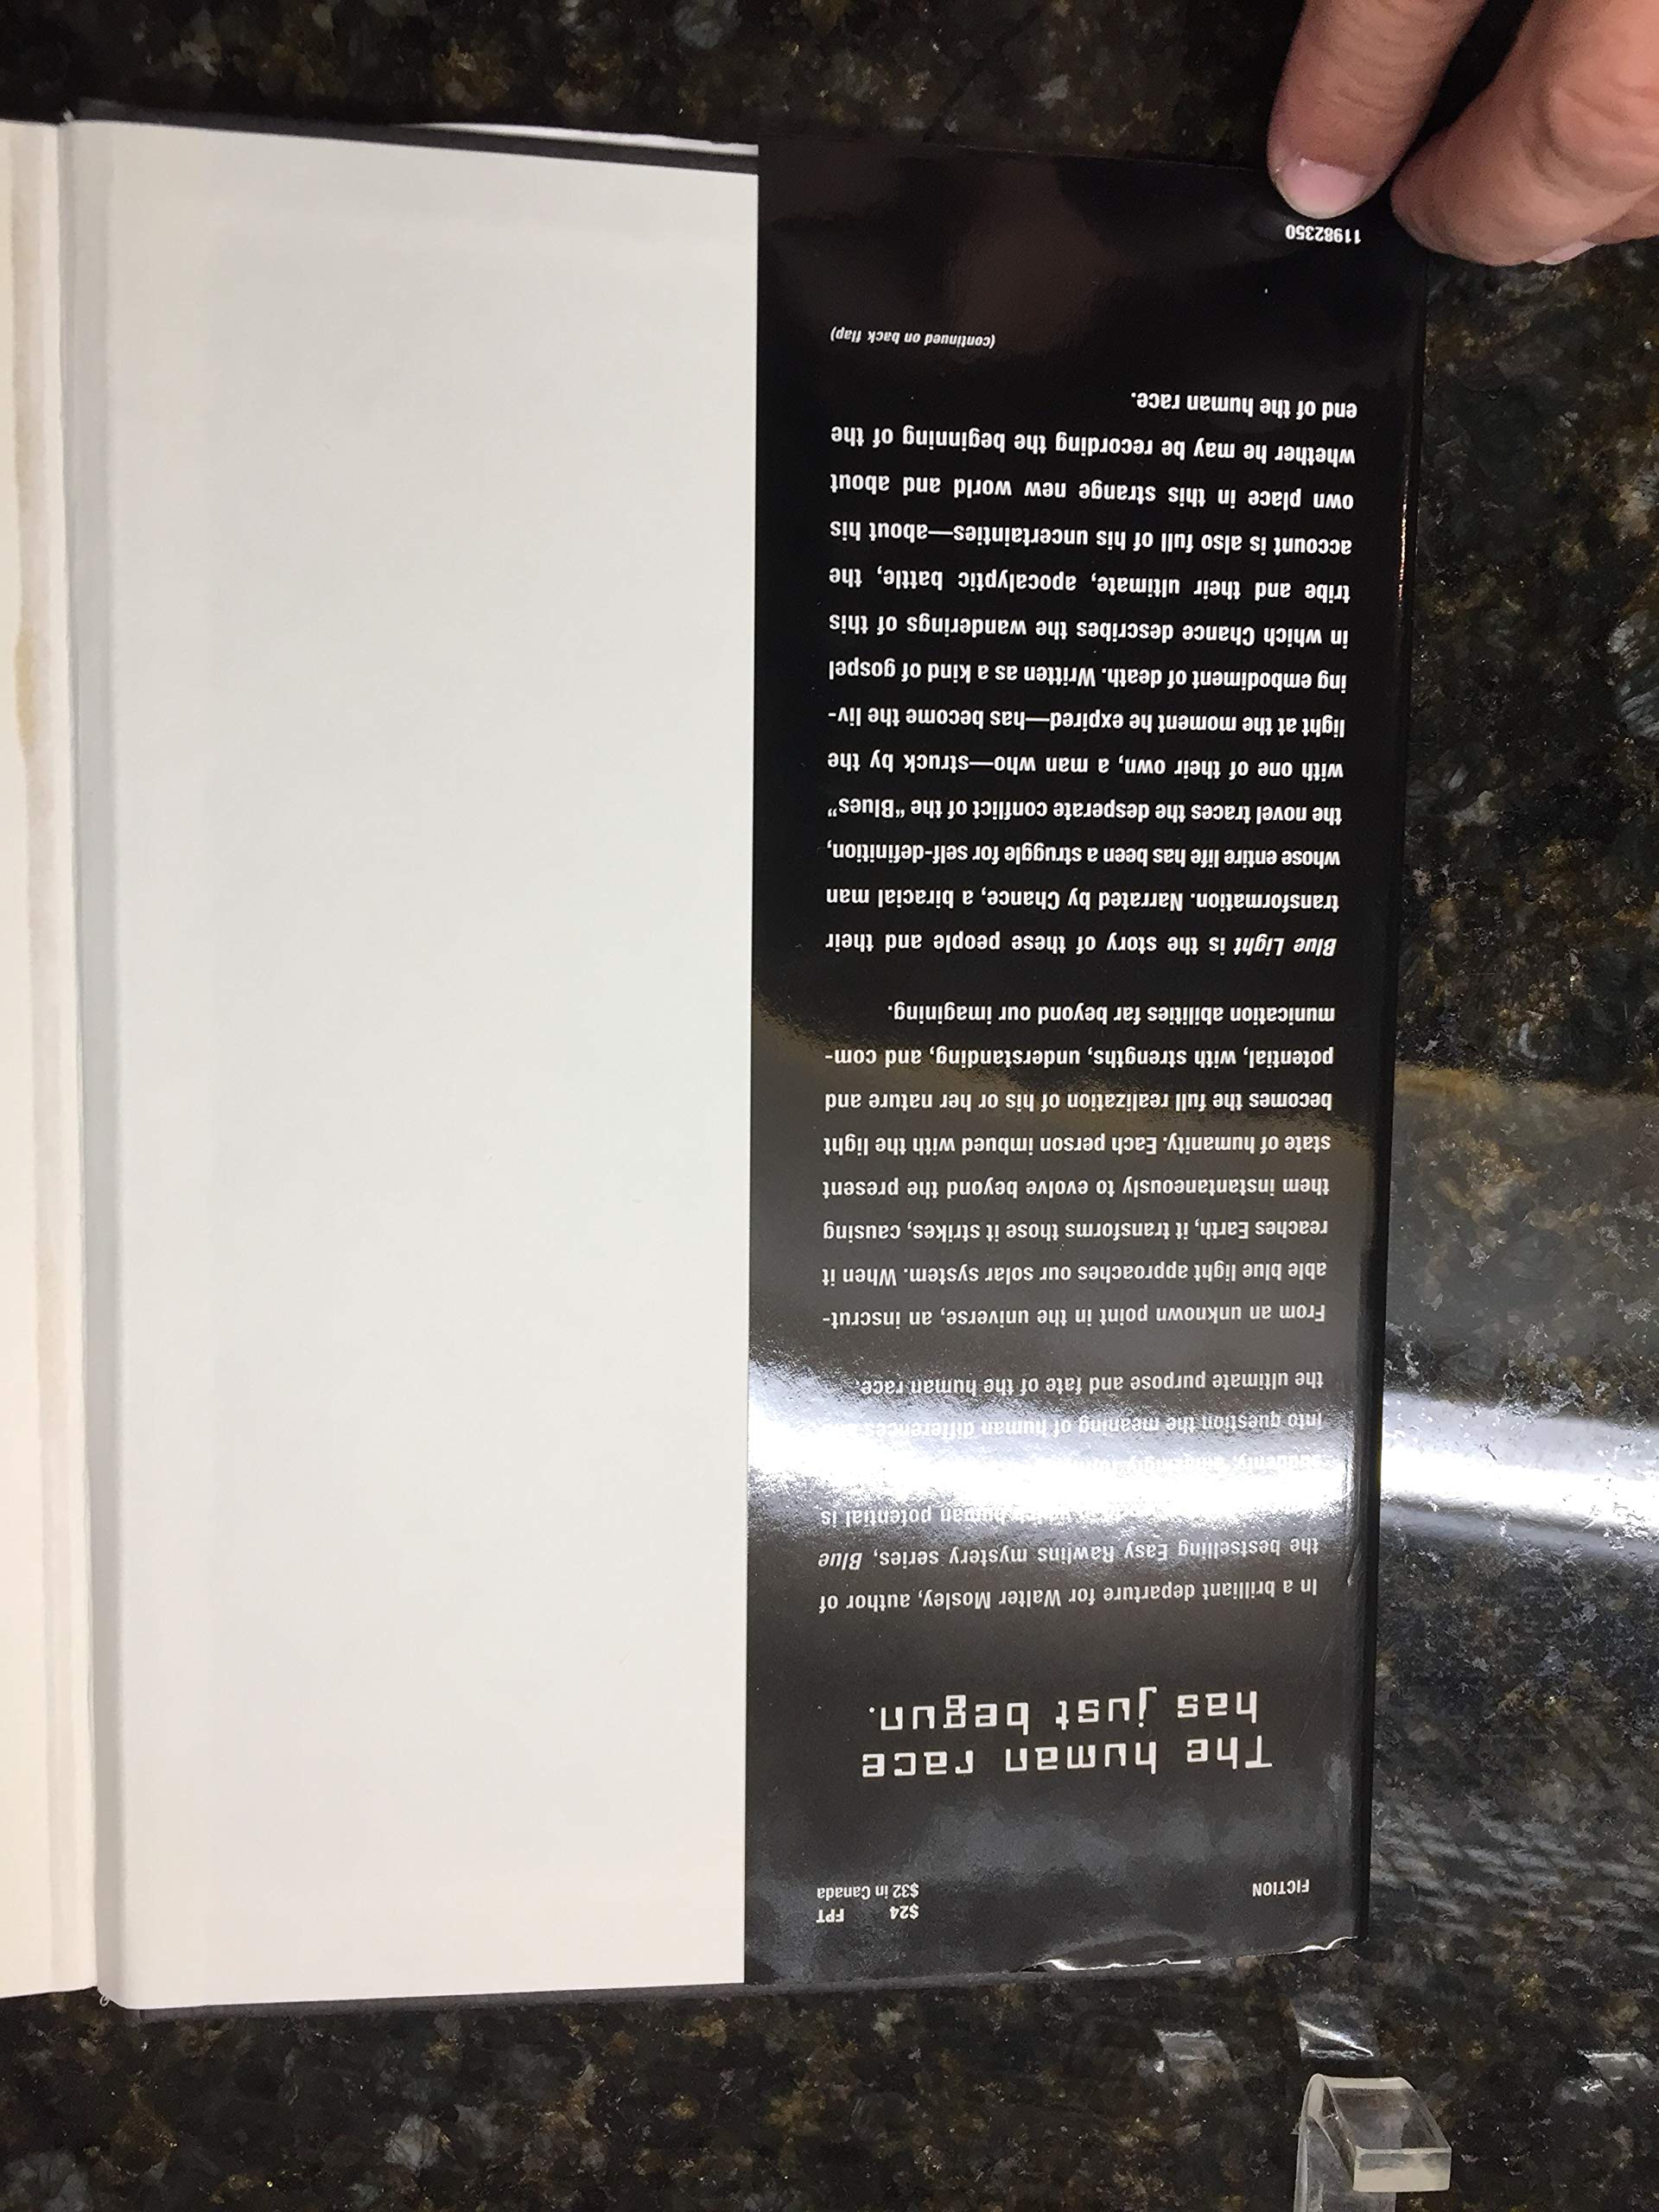 FICTION
$24 FPT
$32 in Canada
The human race
has just begun.
In a brilliant departure for Walter Mosley, author of
the bestselling Easy Rawlins mystery series, Blue
human potential is
suddenly, amazingly
into question the meaning of human differences
the ultimate purpose and fate of the human race.
From an unknown point in the universe, an inscrut-
able blue light approaches our solar system. When it
reaches Earth, it transforms those it strikes, causing
them instantaneously to evolve beyond the present
state of humanity. Each person imbued with the light
becomes the full realization of his or her nature and
potential, with strengths, understanding, and com-
munication abilities far beyond our imagining.
Blue Light is the story of these people and their
transformation. Narrated by Chance, a biracial man
whose entire life has been a struggle for self-definition,
the novel traces the desperate conflict of the “Blues”
with one of their own, a man who—struck by the
light at the moment he expired—has become the liv-
ing embodiment of death. Written as a kind of gospel
in which Chance describes the wanderings of this
tribe and their ultimate, apocalyptic battle, the
account is also full of his uncertainties—about his
own place in this strange new world and about
whether he may be recording the beginning of the
end of the human race.
(continued on back flap)
11982350